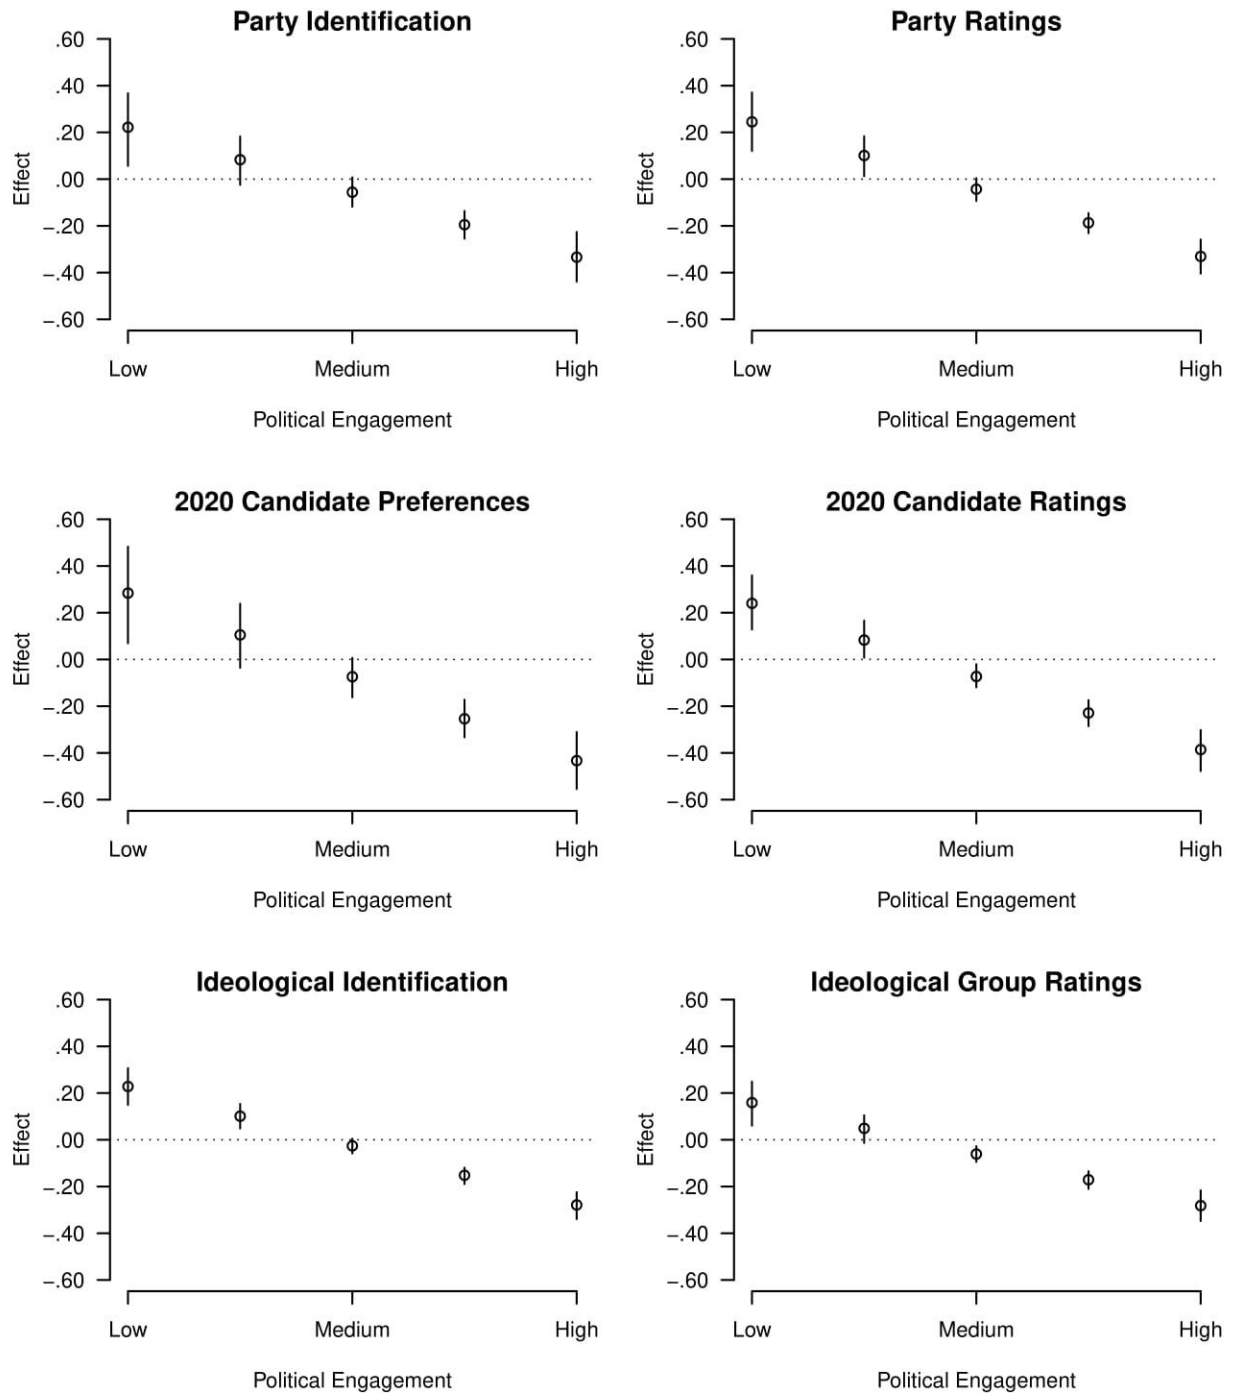 Party Identification
.60
.40
.20
.00
−.20
−.40
−.60
Effect
Low Medium High
Political Engagement
Party Ratings
.60
.40
.20
.00
−.20
−.40
−.60
Effect
Low Medium High
Political Engagement
2020 Candidate Preferences
.60
.40
.20
.00
−.20
−.40
−.60
Effect
Low Medium High
Political Engagement
2020 Candidate Ratings
.60
.40
.20
.00
−.20
−.40
−.60
Effect
Low Medium High
Political Engagement
Ideological Identification
.60
.40
.20
.00
−.20
−.40
−.60
Effect
Low Medium High
Political Engagement
Ideological Group Ratings
.60
.40
.20
.00
−.20
−.40
−.60
Effect
Low Medium High
Political Engagement